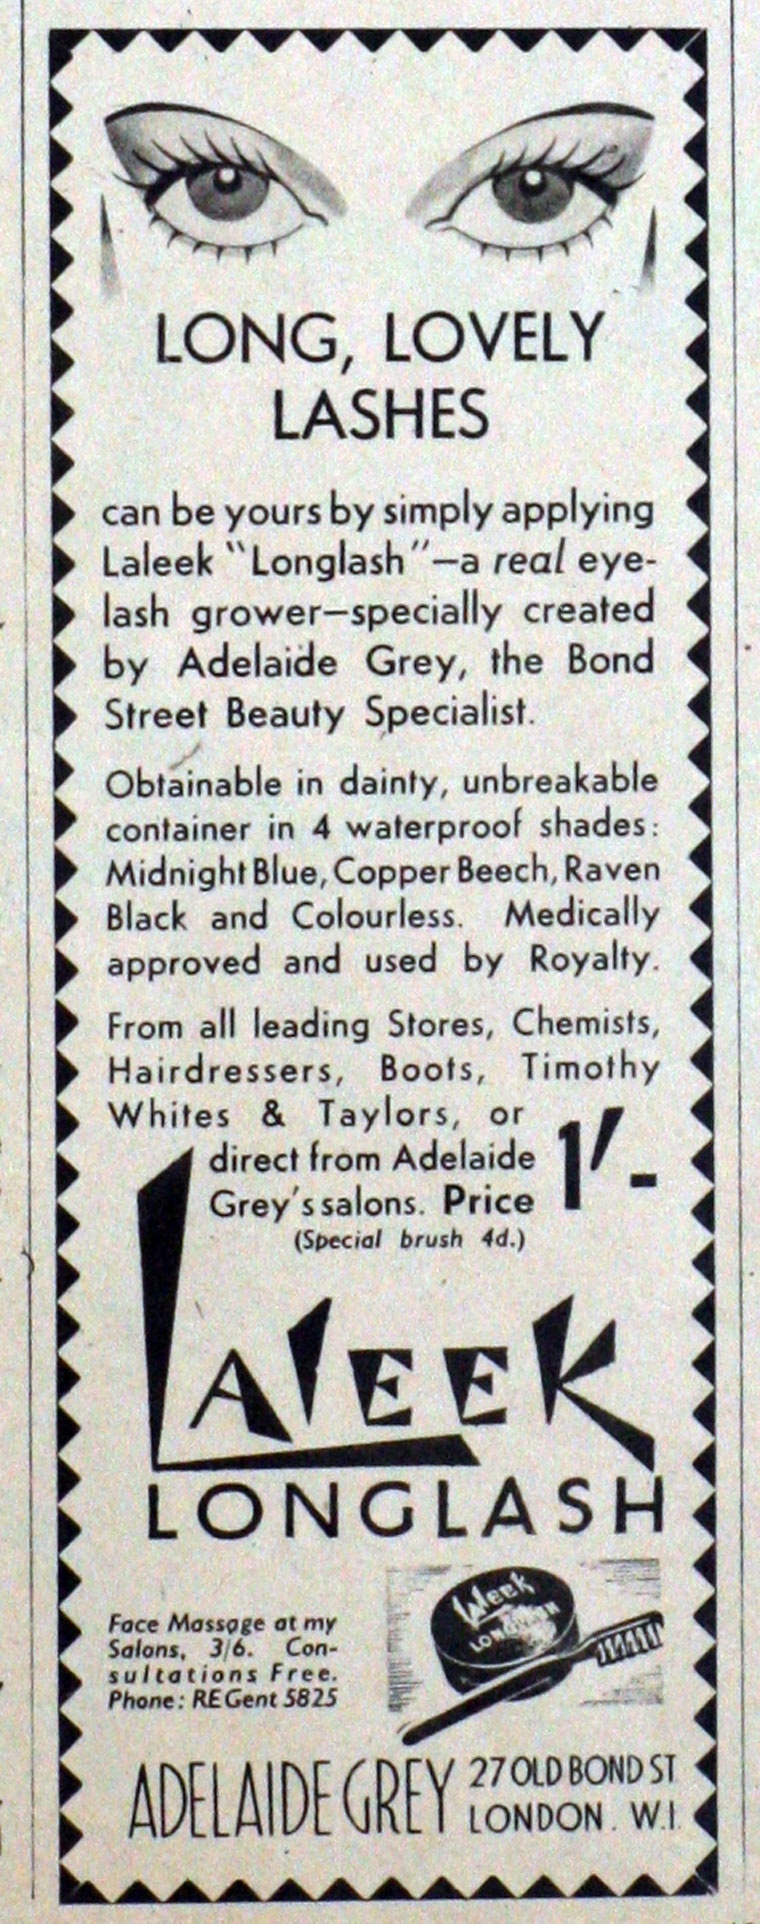 LONG, LOVELY
LASHES
can be yours by simply applying
Laleek "Longlash"—a real eye-
lash grower—specially created
by Adelaide Grey, the Bond
Street Beauty Specialist.
Obtainable in dainty, unbreakable
container in 4 waterproof shades:
Midnight Blue, Copper Beech, Raven
Black and Colourless. Medically
approved and used by Royalty.
From all leading Stores, Chemists,
Hairdressers, Boots, Timothy
Whites & Taylors, or
direct from Adelaide
Grey's salons. Price 1/-
(Special brush 4d.)
LALEEK
LONGLASH
Laleek
LONGLASH
Face Massage at my
Salons, 3/6. Con-
sultations Free.
Phone: REGent 5825
ADELAIDE GREY 27 OLD BOND ST
LONDON. W.I.